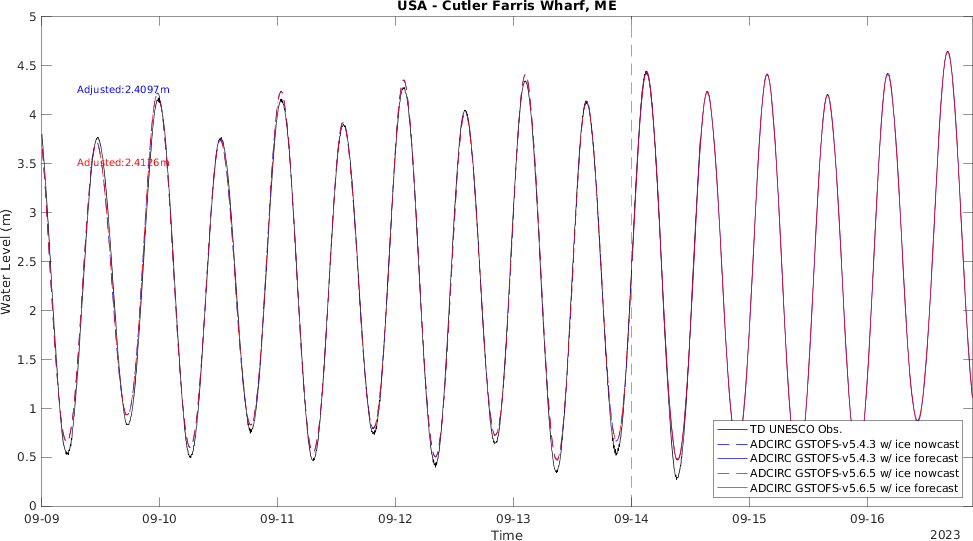 USA - Cutler Farris Wharf, ME
5
4.5
4
3.5
3
2.5
2
1.5
1
0.5
0
Water Level (m)
Adjusted:2.4097m
Adjusted:2.4126m
TD UNESCO Obs.
ADCIRC GSTOFS-v5.4.3 w/ ice nowcast
ADCIRC GSTOFS-v5.4.3 w/ ice forecast
ADCIRC GSTOFS-v5.6.5 w/ ice nowcast
ADCIRC GSTOFS-v5.6.5 w/ ice forecast
09-09 09-10 09-11 09-12 09-13 09-14 09-15 09-16
Time
2023